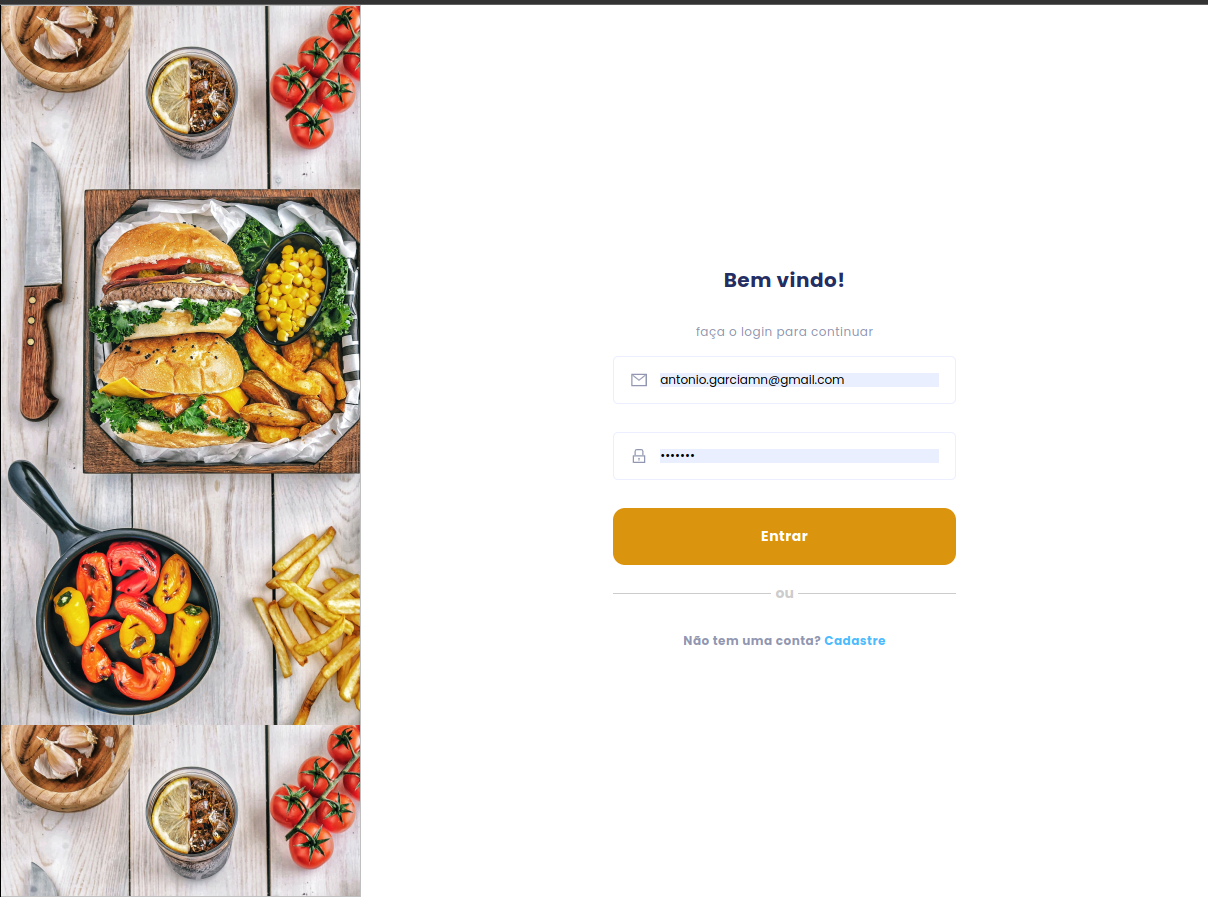 Bem vindo!
faça o login para continuar
antonio.garciamn@gmail.com
•••••••
Entrar
ou
Não tem uma conta? Cadastre